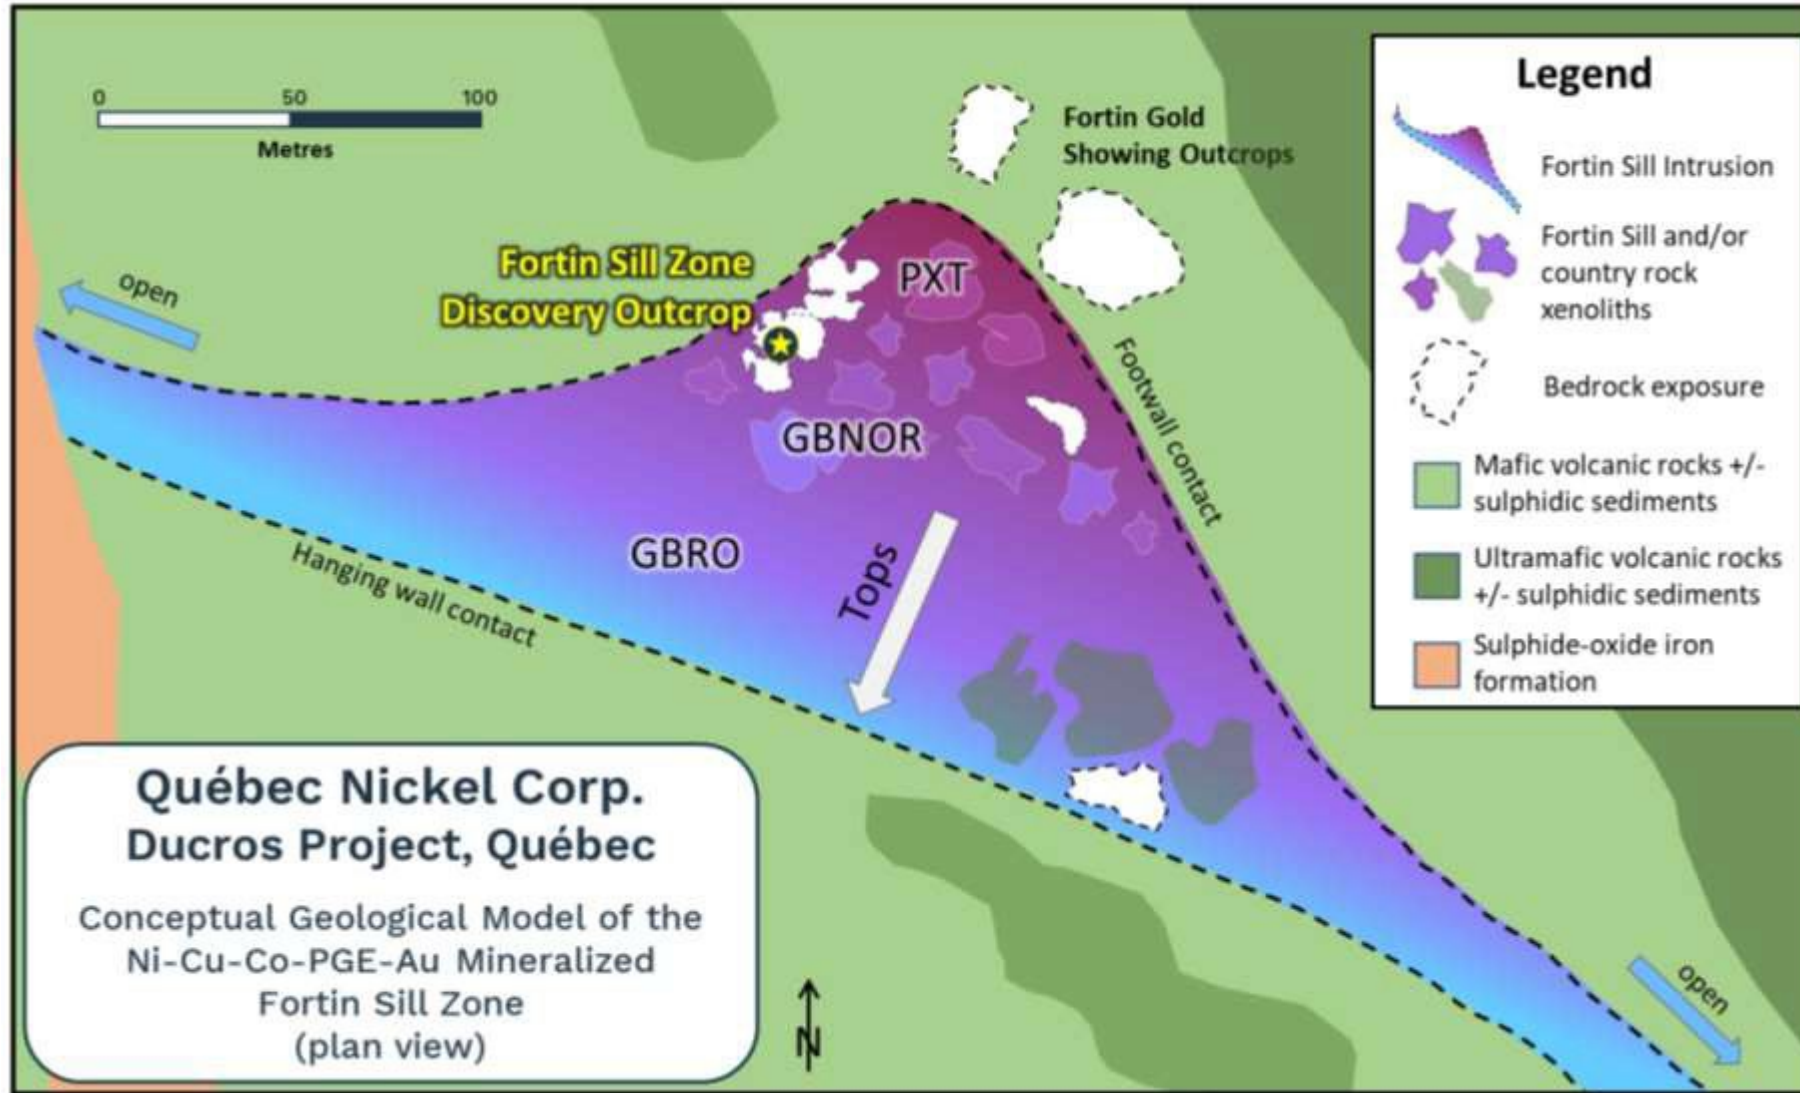 0 50 100
Metres
Fortin Gold
Showing Outcrops
Fortin Sill Zone
Discovery Outcrop
open
PXT
GBNOR
GBRO
Tops
Footwall contact
Hanging wall contact
open
N
Legend
Fortin Sill Intrusion
Fortin Sill and/or
country rock
xenoliths
Bedrock exposure
Mafic volcanic rocks +/-
sulphidic sediments
Ultramafic volcanic rocks
+/- sulphidic sediments
Sulphide-oxide iron
formation
Québec Nickel Corp.
Ducros Project, Québec
Conceptual Geological Model of the
Ni-Cu-Co-PGE-Au Mineralized
Fortin Sill Zone
(plan view)